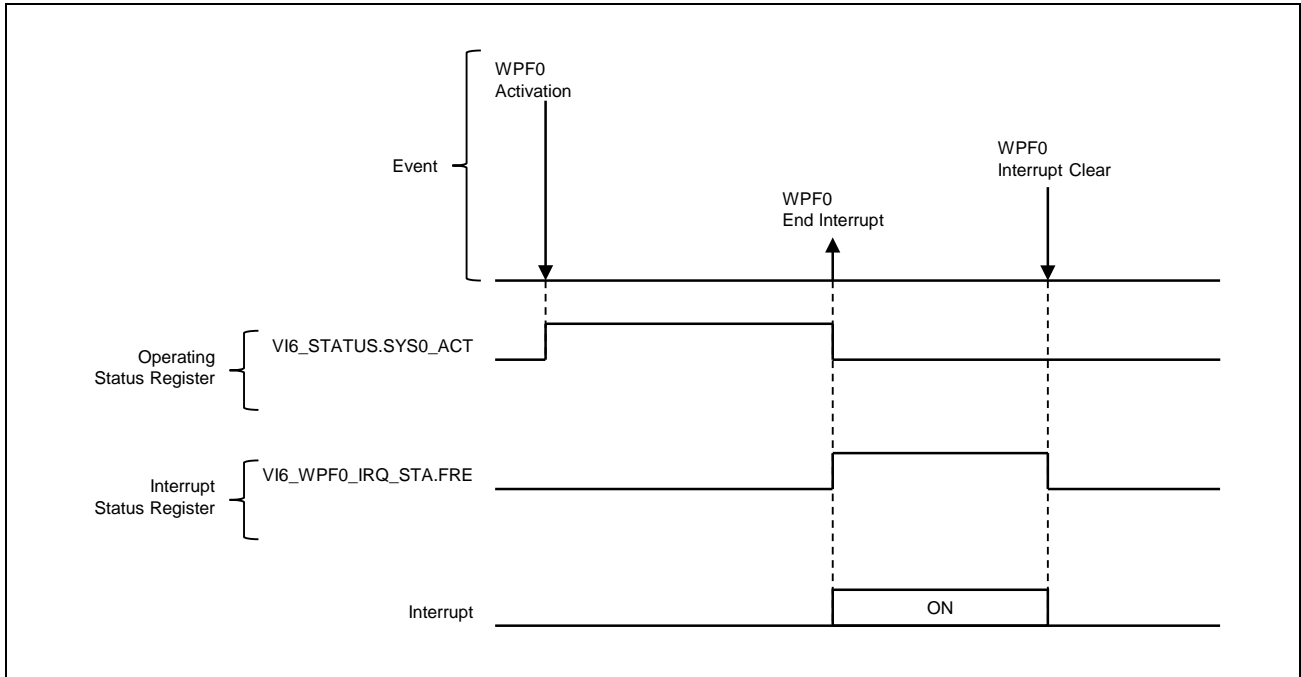 WPF0
Activation
Event
WPF0
Interrupt Clear
WPF0
End Interrupt
VI6_STATUS.SYS0_ACT
Operating
Status Register
VI6_WPF0_IRQ_STA.FRE
Interrupt
Status Register
Interrupt
ON